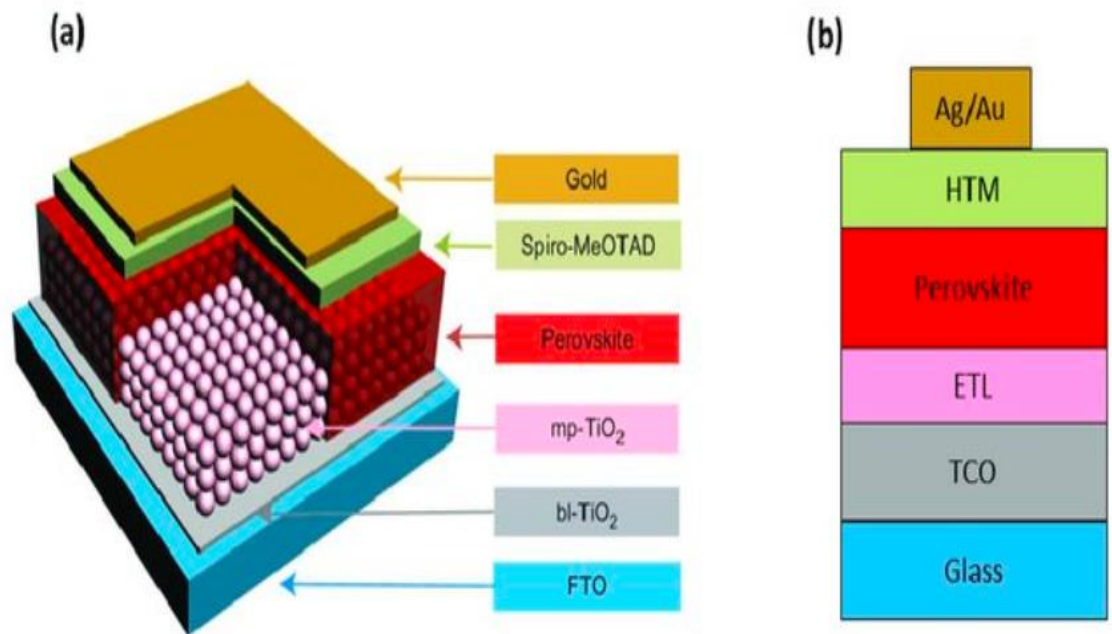 (a)
Gold
Spiro-MeOTAD
Perovskite
mp-TiO₂
bl-TiO₂
FTO
(b)
Ag/Au
HTM
Perovskite
ETL
TCO
Glass